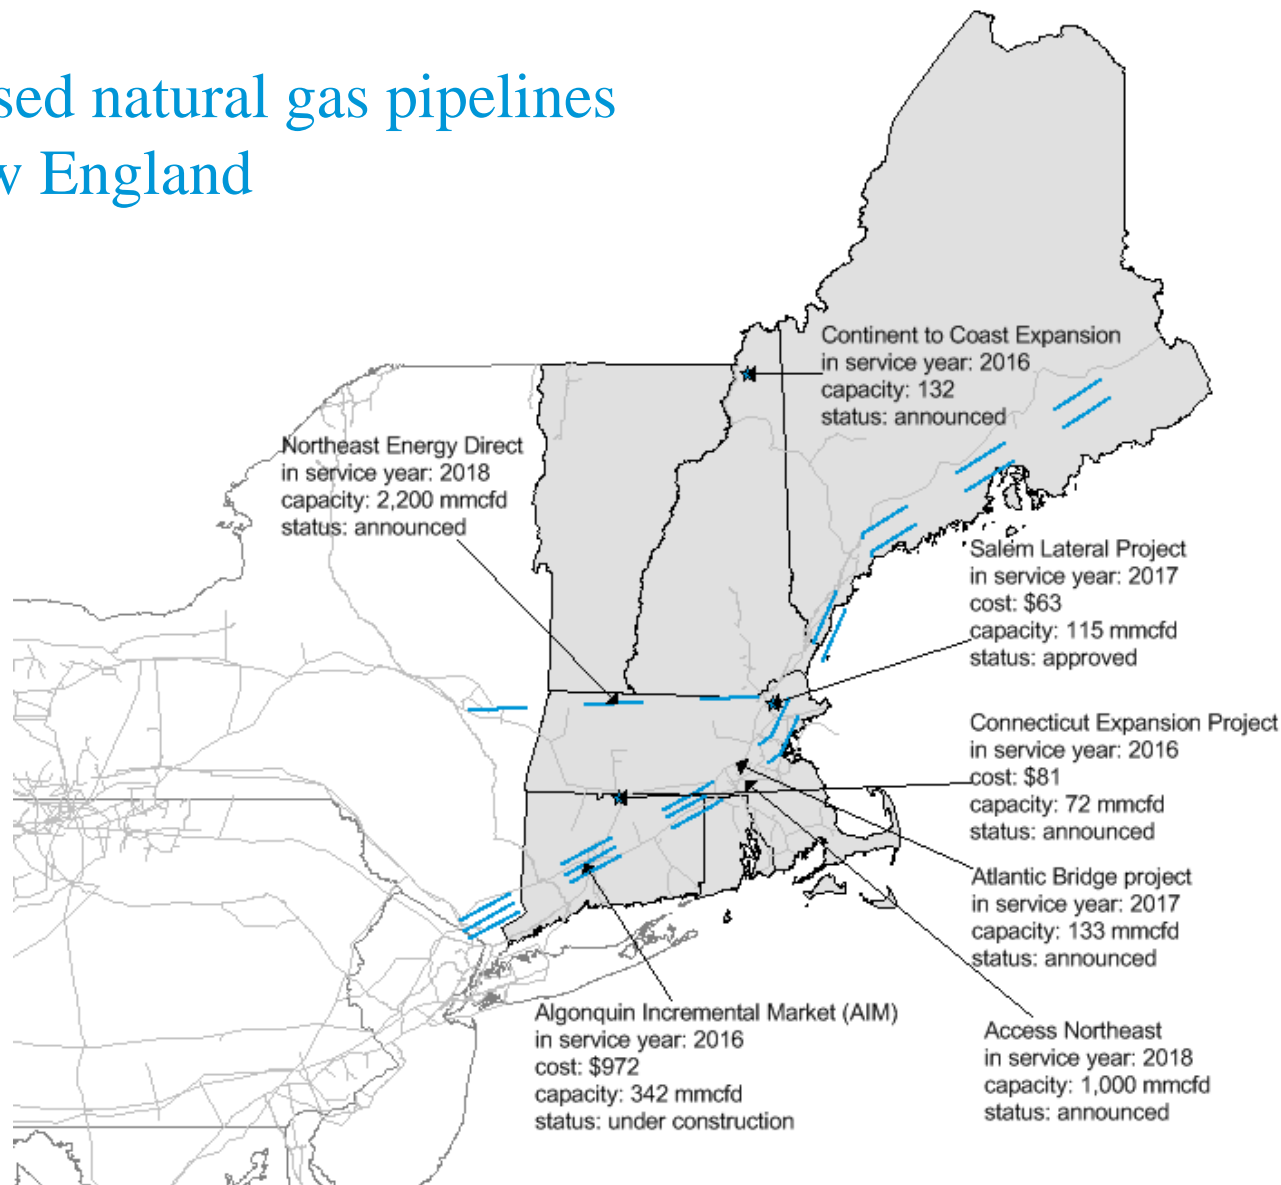 sed natural gas pipelines
w England
Continent to Coast Expansion
in service year: 2016
capacity: 132
status: announced
Northeast Energy Direct
in service year: 2018
capacity: 2,200 mmcfd
status: announced
Salem Lateral Project
in service year: 2017
cost: $63
capacity: 115 mmcfd
status: approved
Connecticut Expansion Project
in service year: 2016
cost: $81
capacity: 72 mmcfd
status: announced
Atlantic Bridge project
in service year: 2017
capacity: 133 mmcfd
status: announced
Algonquin Incremental Market (AIM)
in service year: 2016
cost: $972
capacity: 342 mmcfd
status: under construction
Access Northeast
in service year: 2018
capacity: 1,000 mmcfd
status: announced